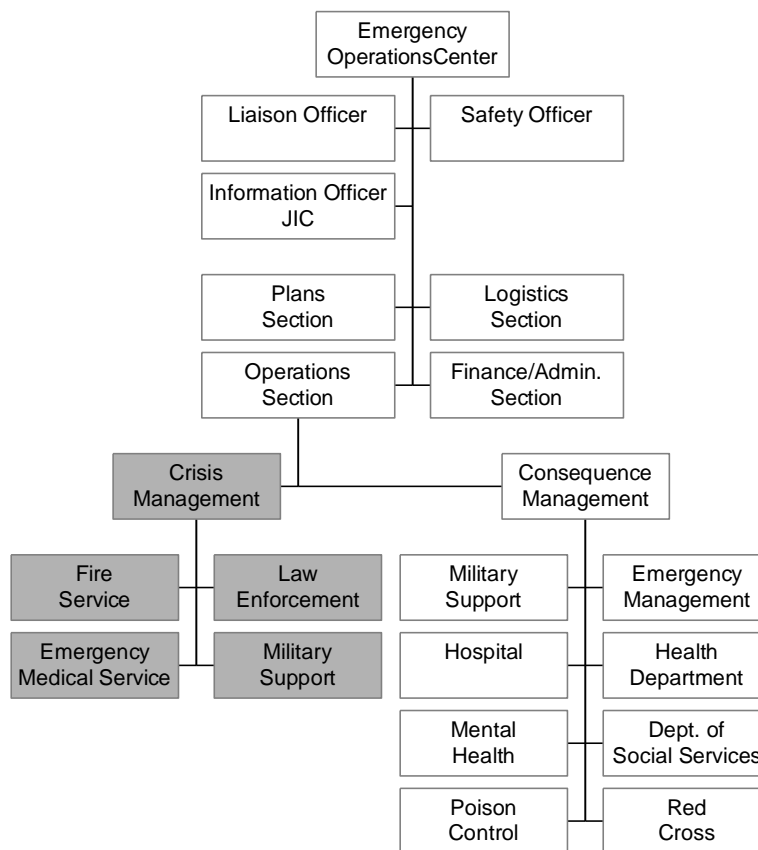 Emergency
OperationsCenter
Liaison Officer
Safety Officer
Information Officer
JIC
Plans
Section
Logistics
Section
Operations
Section
Finance/Admin.
Section
Crisis
Management
Consequence
Management
Fire
Service
Law
Enforcement
Military
Support
Emergency
Management
Emergency
Medical Service
Military
Support
Hospital
Health
Department
Mental
Health
Dept. of
Social Services
Poison
Control
Red
Cross